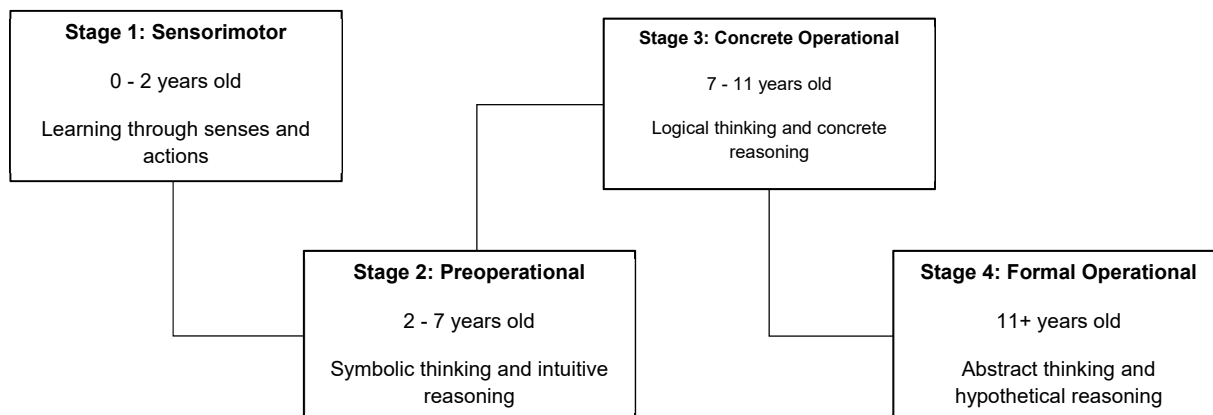 Stage 1: Sensorimotor
0 - 2 years old
Learning through senses and
actions
Stage 2: Preoperational
2 - 7 years old
Symbolic thinking and intuitive
reasoning
Stage 3: Concrete Operational
7 - 11 years old
Logical thinking and concrete
reasoning
Stage 4: Formal Operational
11+ years old
Abstract thinking and
hypothetical reasoning